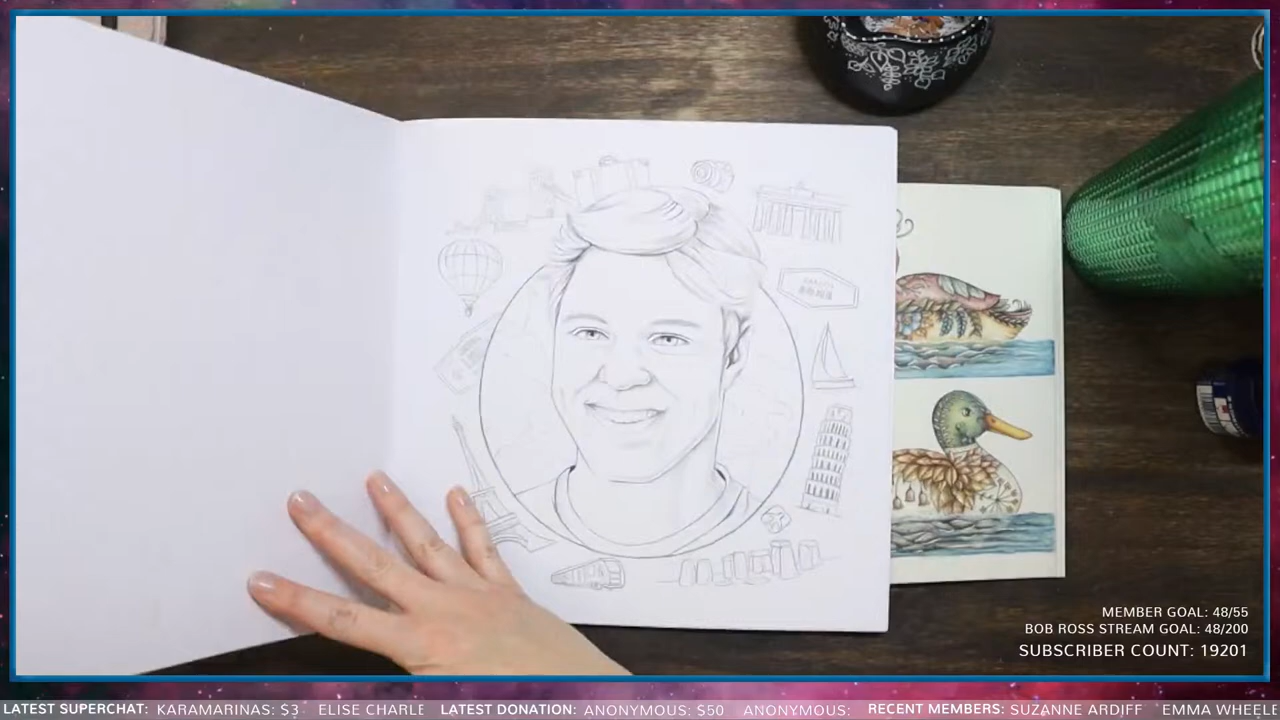 MEMBER GOAL: 48/55
BOB ROSS STREAM GOAL: 48/200
SUBSCRIBER COUNT: 19201
LATEST SUPERCHAT: KARAMARINAS: $3 ELISE CHARLE LATEST DONATION: ANONYMOUS: $50 ANONYMOUS: RECENT MEMBERS: SUZANNE ARDIFF EMMA WHEELE